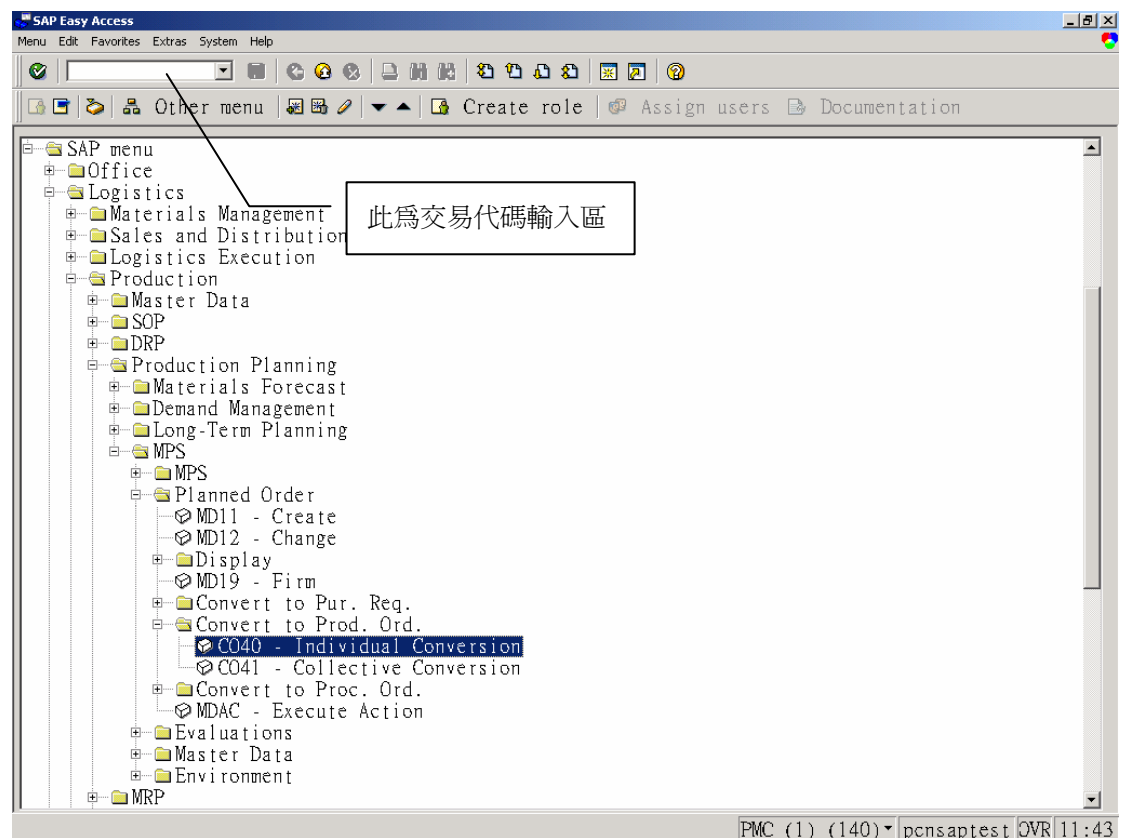 SAP Easy Access
Menu Edit Favorites Extras System Help
Other menu Create role Assign users Documentation
SAP menu
Office
Logistics
此為交易代碼輸入區
Materials Management
Sales and Distribution
Logistics Execution
Production
Master Data
SOP
DRP
Production Planning
Materials Forecast
Demand Management
Long-Term Planning
MPS
MPS
Planned Order
MD11 - Create
MD12 - Change
Display
MD19 - Firm
Convert to Pur. Req.
Convert to Prod. Ord.
CO40 - Individual Conversion
CO41 - Collective Conversion
Convert to Proc. Ord.
MDAC - Execute Action
Evaluations
Master Data
Environment
MRP
PMC (1) (140) pcnsaptest OVR 11:43